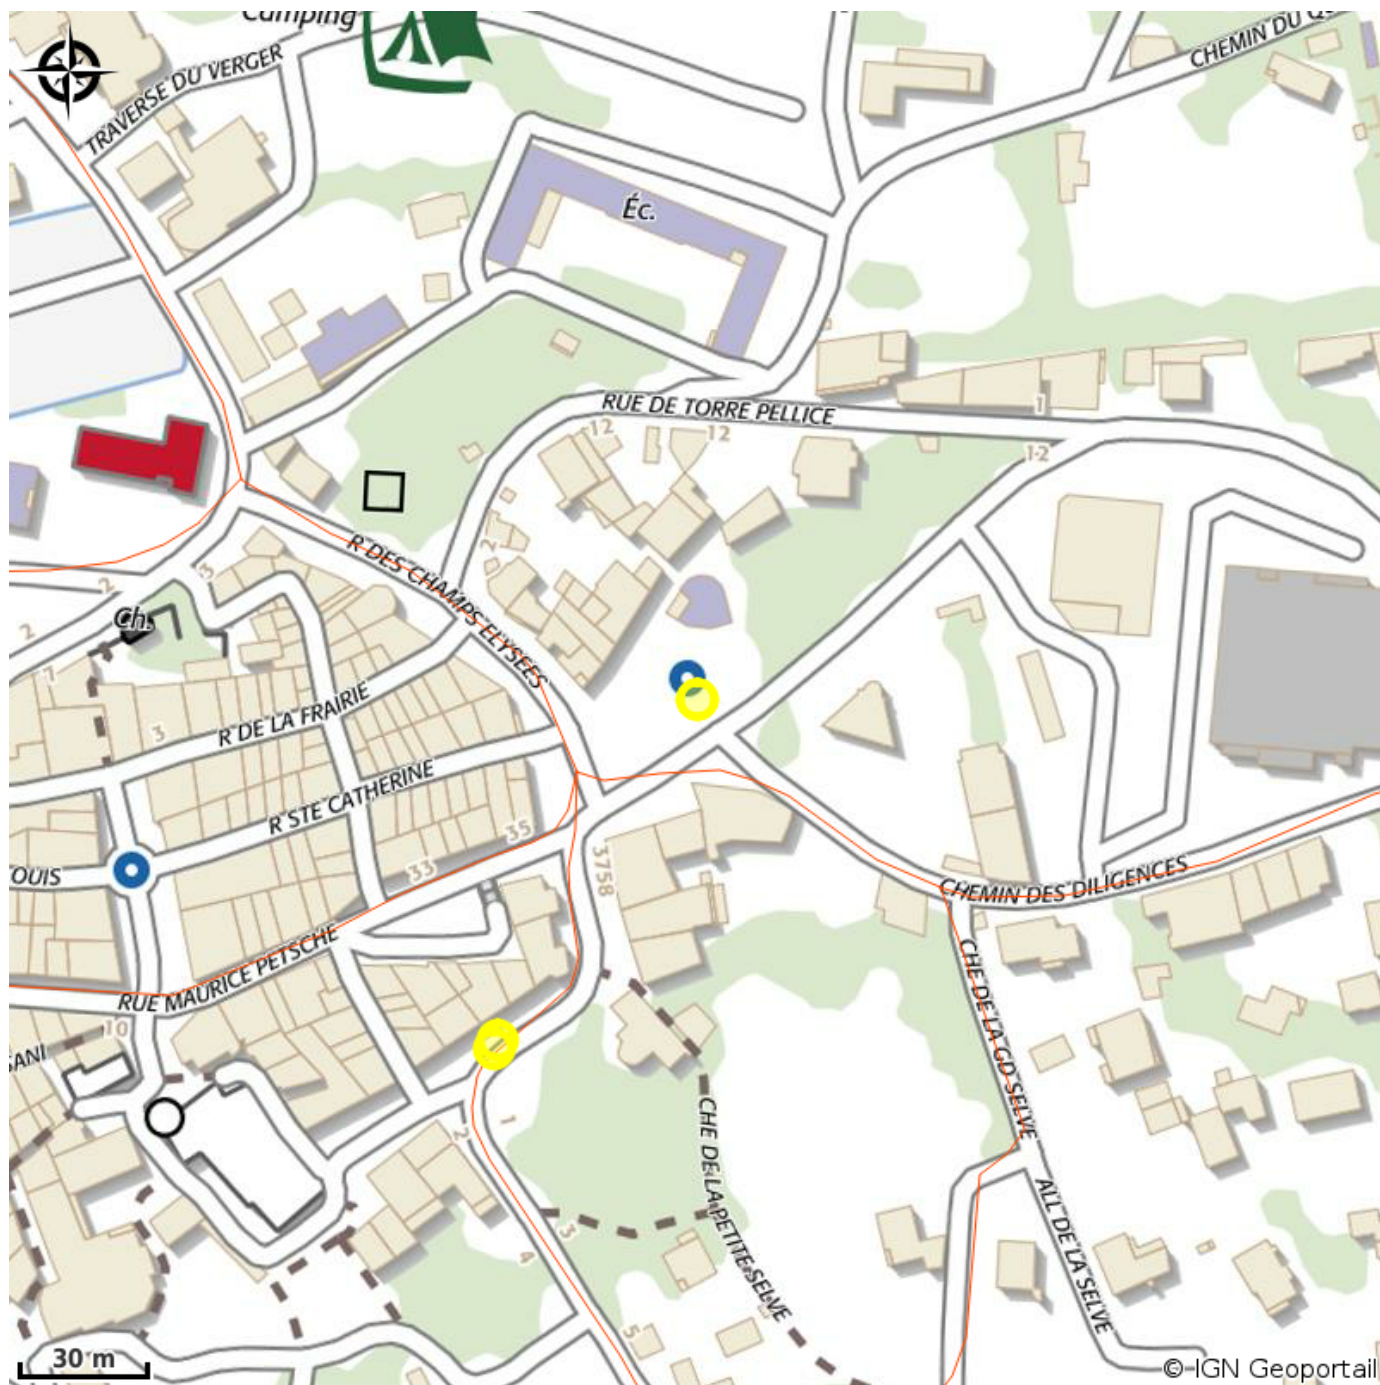 Camping
TRAVERSE DU VERGER
Éc.
RUE DE TORRE PELLICE
12
12
1
12
R DES CHAMPS ELYSEES
2
2
3
2
Ch.
7
R DE LA FRAIRIE
3
R STE CATHERINE
OUIS
33
35
3758
CHEMIN DES DILIGENCES
RUE MAURICE PETSCHE
10
SANI
CHE DE LA GD SELVE
1
2
CHE DE LA PETITE SELVE
ALL DE LA SELVE
3
4
5
30 m
© IGN Geoportail